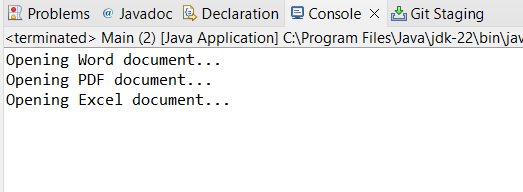 Problems @ Javadoc Declaration Console Git Staging
<terminated> Main (2) [Java Application] C:\Program Files\Java\jdk-22\bin\jav
Opening Word document...
Opening PDF document...
Opening Excel document...